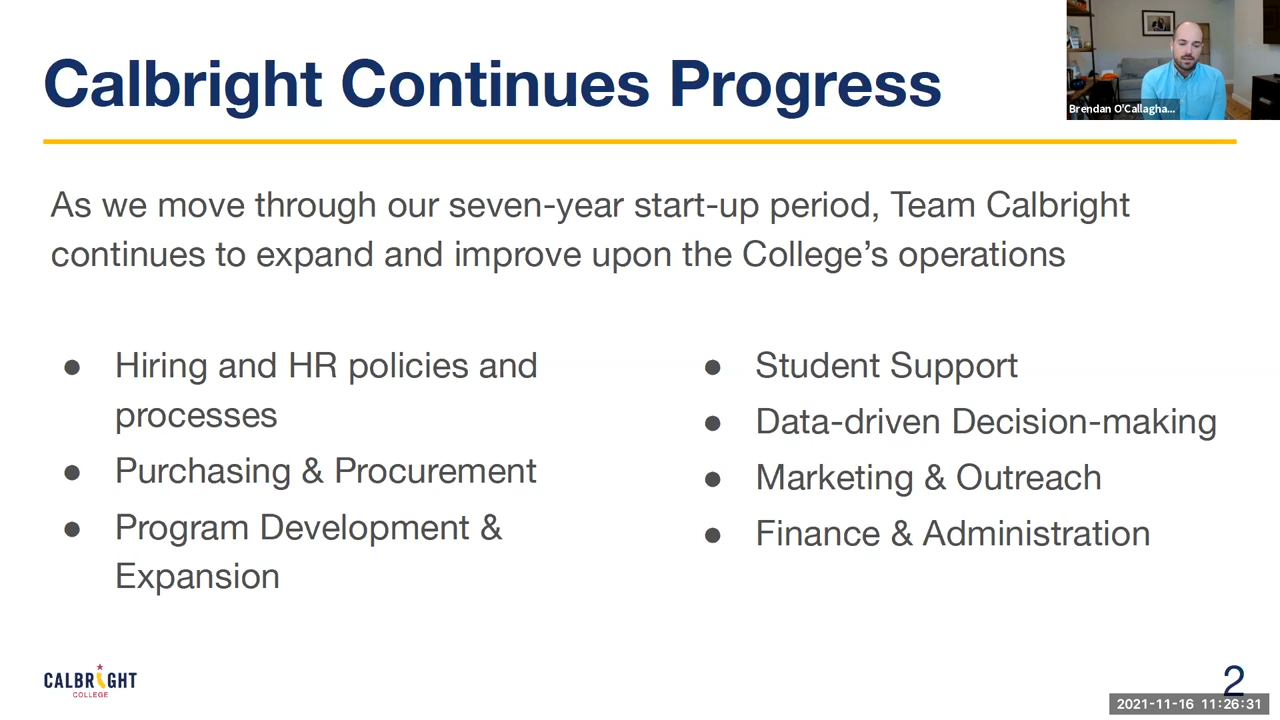 Calbright Continues Progress
Brendan O'Callagha...
As we move through our seven-year start-up period, Team Calbright
continues to expand and improve upon the College’s operations
● Hiring and HR policies and
processes
● Purchasing & Procurement
● Program Development &
Expansion
● Student Support
● Data-driven Decision-making
● Marketing & Outreach
● Finance & Administration
CALBRIGHT
COLLEGE
2
2021-11-16 11:26:31